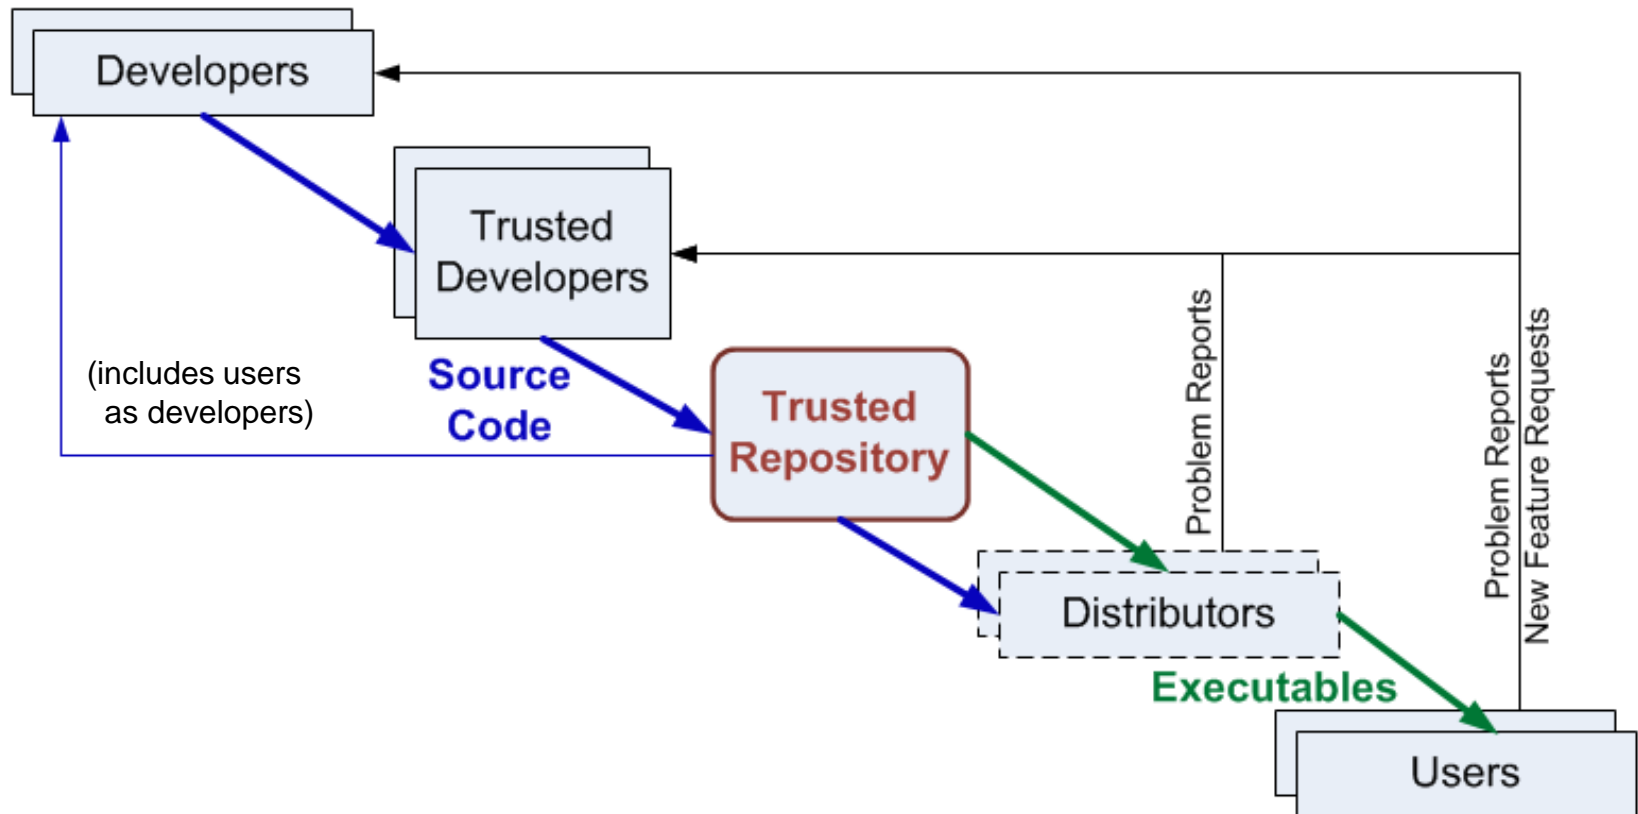 Developers
Trusted
Developers
(includes users
as developers)
Source
Code
Trusted
Repository
Problem Reports
Problem Reports
New Feature Requests
Distributors
Executables
Users